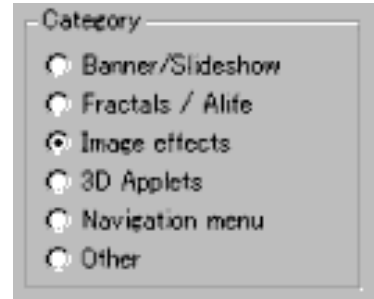 Category
Banner/Slideshow
Fractals / Alife
Image effects
3D Applets
Navigation menu
Other